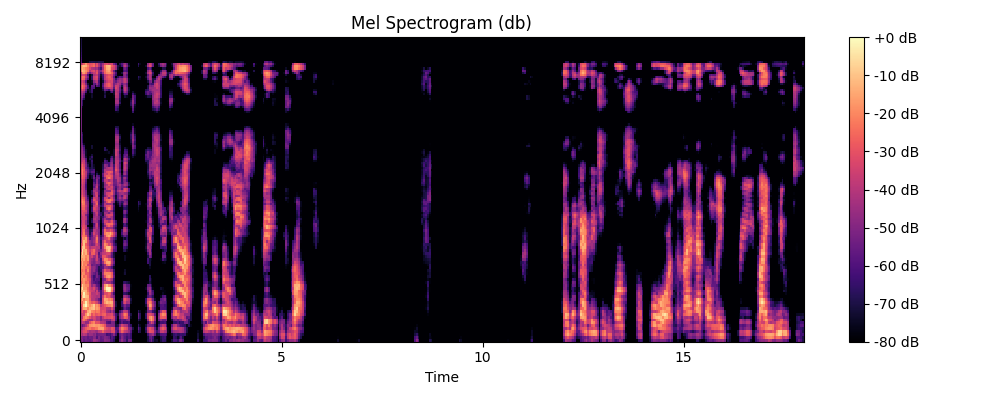 Mel Spectrogram (db)
8192
4096
2048
1024
512
0
Hz
0 5 10 15
Time
+0 dB
-10 dB
-20 dB
-30 dB
-40 dB
-50 dB
-60 dB
-70 dB
-80 dB